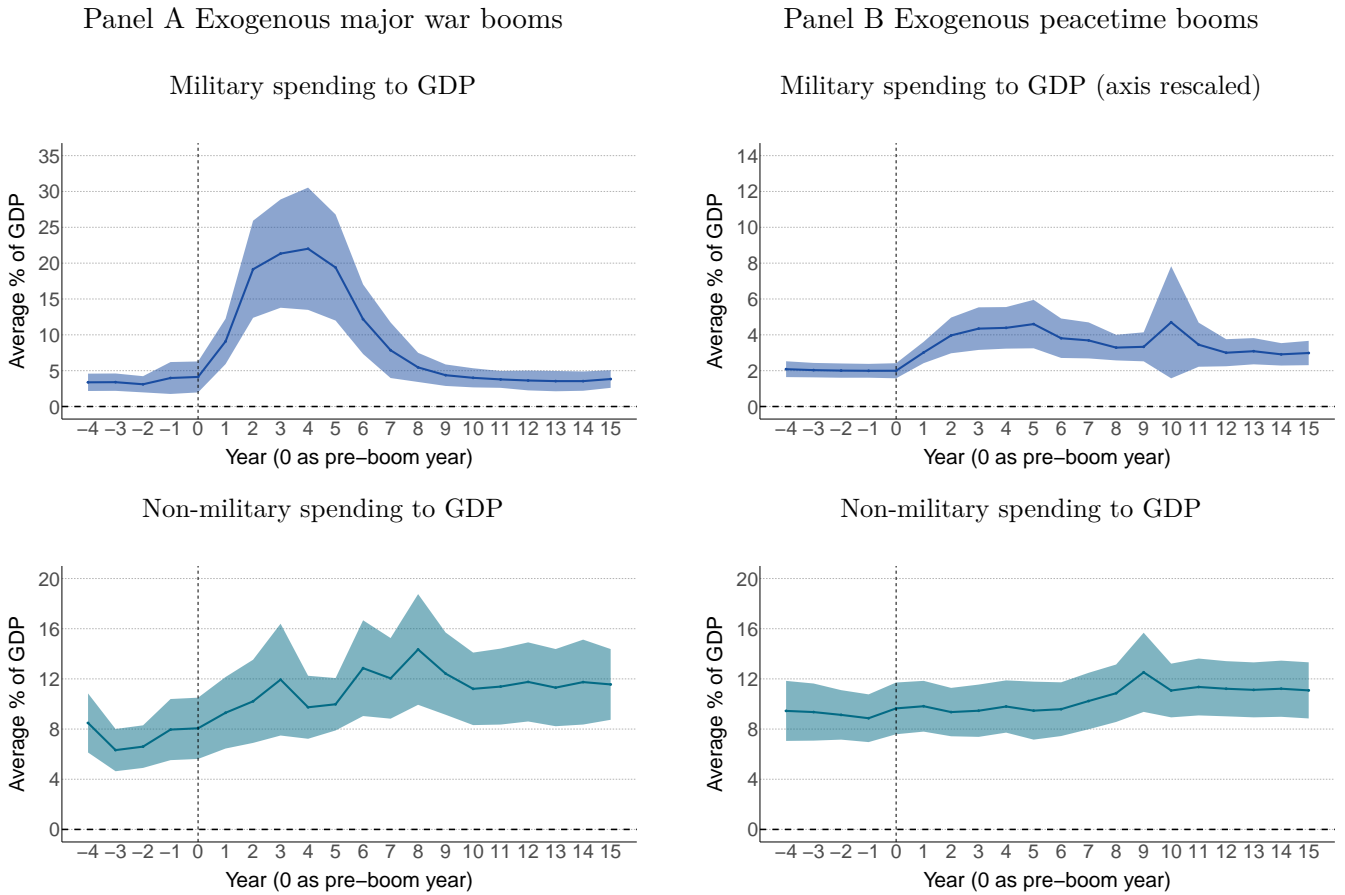 Panel A Exogenous major war booms
Military spending to GDP
35
30
25
20
15
10
5
0
Average % of GDP
−4 −3 −2 −1 0 1 2 3 4 5 6 7 8 9 10 11 12 13 14 15
Year (0 as pre−boom year)
Non-military spending to GDP
20
16
12
8
4
0
Average % of GDP
−4 −3 −2 −1 0 1 2 3 4 5 6 7 8 9 10 11 12 13 14 15
Year (0 as pre−boom year)
Panel B Exogenous peacetime booms
Military spending to GDP (axis rescaled)
14
12
10
8
6
4
2
0
Average % of GDP
−4 −3 −2 −1 0 1 2 3 4 5 6 7 8 9 10 11 12 13 14 15
Year (0 as pre−boom year)
Non-military spending to GDP
20
16
12
8
4
0
Average % of GDP
−4 −3 −2 −1 0 1 2 3 4 5 6 7 8 9 10 11 12 13 14 15
Year (0 as pre−boom year)